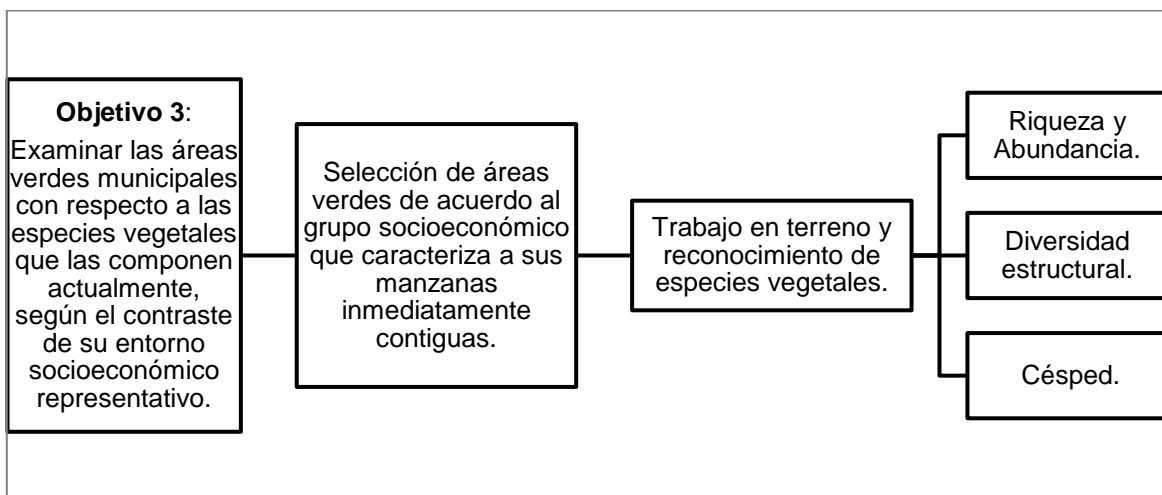 Objetivo 3:
Examinar las áreas
verdes municipales
con respecto a las
especies vegetales
que las componen
actualmente,
según el contraste
de su entorno
socioeconómico
representativo.
Selección de áreas
verdes de acuerdo al
grupo socioeconómico
que caracteriza a sus
manzanas
inmediatamente
contiguas.
Trabajo en terreno y
reconocimiento de
especies vegetales.
Riqueza y
Abundancia.
Diversidad
estructural.
Césped.